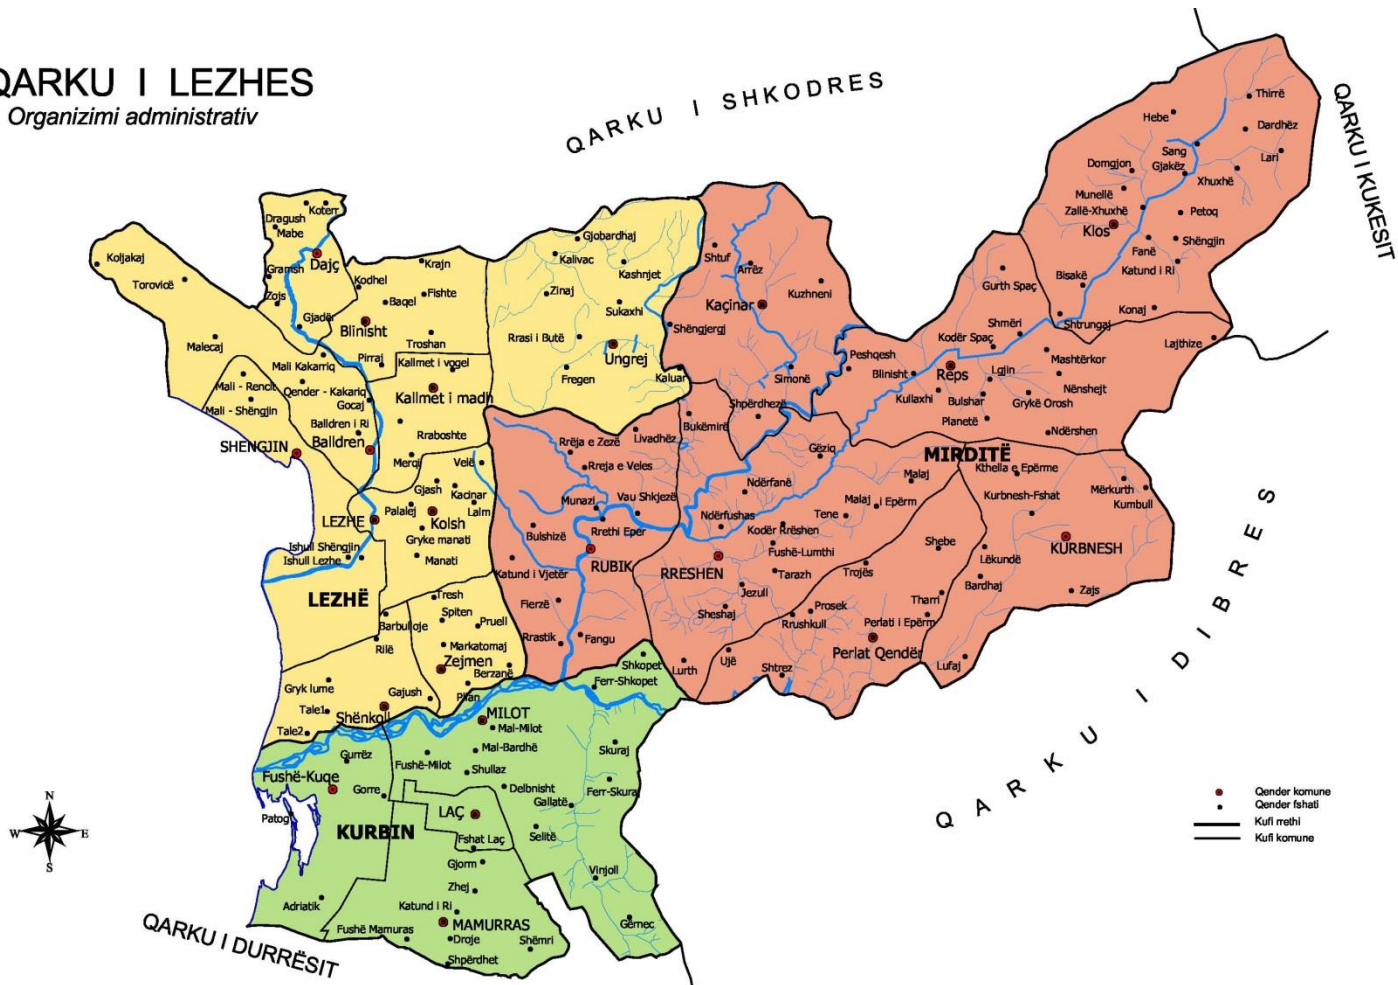 QARKU I LEZHES
Organizimi administrativ
QARKU I SHKODRES
QARKU I KUKESIT
QARKU I DIBRES
QARKU I DURRËSIT
Koljakaj
Torovicë
Malecaj
Dragush
Koterr
Mabe
Dajç
Gramsh
Zojs
Gjadër
Kodhel
Krajn
Baqel
Fishte
Blinisht
Troshan
Pirraj
Mali Kakarriq
Kallmet i vogel
Kallmet i madh
Mali - Rencit
Mali - Shëngjin
Qender - Kakariq
Gocaj
Balldren i Ri
Balldren
SHENGJIN
Rraboshte
Merqi
Velë
Gjash
Kacinar
Lalm
Palalej
Kolsh
LEZHE
Gryke manati
Manati
Ishull Shëngjin
Ishull Lezhe
LEZHË
Tresh
Spiten
Pruell
Barbulloje
Markatomaj
Rilë
Zejmen
Berzanë
Pllan
Gryk lume
Gajush
Tale1
Shënkoll
Tale2
Gjobardhaj
Kalivac
Kashnjet
Zinaj
Sukaxhi
Rrasi i Butë
Ungrej
Fregen
Shëngjergj
Kaluar
Shtuf
Arrëz
Kaçinar
Kuzhneni
Simonë
Shpërdhezë
Bukëmirë
Peshqesh
Blinisht
Rrëja e Zezë
Livadhëz
Rreja e Veles
Munazi
Vau Shkjezë
Bulshizë
Rrethi Epër
RUBIK
Katund i Vjetër
Fierzë
Rrastik
Fangu
Hebe
Thirrë
Dardhëz
Sang
Gjakëz
Lari
Domgjon
Xhuxhë
Munellë
Zallë-Xhuxhë
Petoq
Klos
Fanë
Shëngjin
Katund i Ri
Bisakë
Gurth Spaç
Konaj
Shtrungaj
Lajthize
Shmëri
Kodër Spaç
Mashtërkor
Reps
Lgjin
Nënshejt
Kullaxhi
Bulshar
Grykë Orosh
Planetë
Ndërshen
MIRDITË
Gëziq
Ndërfanë
Malaj
Malaj i Epërm
Ndërfushas
Tene
Kodër Rrëshen
Fushë-Lumthi
RRESHEN
Tarazh
Jezull
Sheshaj
Trojës
Shebe
Kthella e Epërme
Kurbnesh-Fshat
Mërkurth
Kumbull
KURBNESH
Lëkundë
Bardhaj
Zajs
Tharri
Prosek
Rrushkull
Perlati i Epërm
Perlat Qendër
Lufaj
Ujë
Lurth
Shtrez
Shkopet
Ferr-Shkopet
MILOT
Mal-Milot
Gurrëz
Fushë-Milot
Mal-Bardhë
Skuraj
Fushë-Kuqe
Shullaz
Gorre
Delbnisht
Ferr-Skuraj
Gallatë
Patog
LAÇ
KURBIN
Selitë
Fshat Laç
Gjorm
Vinjoll
Zhej
Adriatik
Katund i Ri
Gërnec
MAMURRAS
Fushë Mamuras
Droje
Shëmri
Shpërdhet
N
W
E
S
Qender komune
Qender fshati
Kufi rrethi
Kufi komune